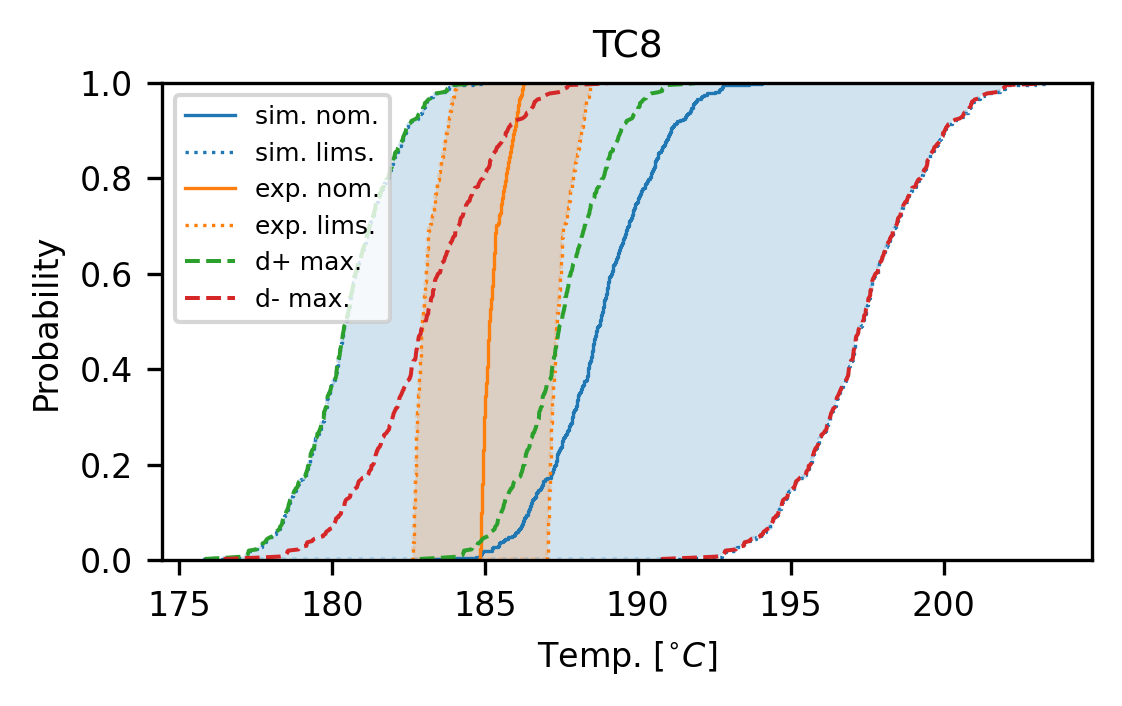 TC8
1.0
0.8
0.6
0.4
0.2
0.0
Probability
sim. nom.
sim. lims.
exp. nom.
exp. lims.
d+ max.
d- max.
175 180 185 190 195 200
Temp. [°C]